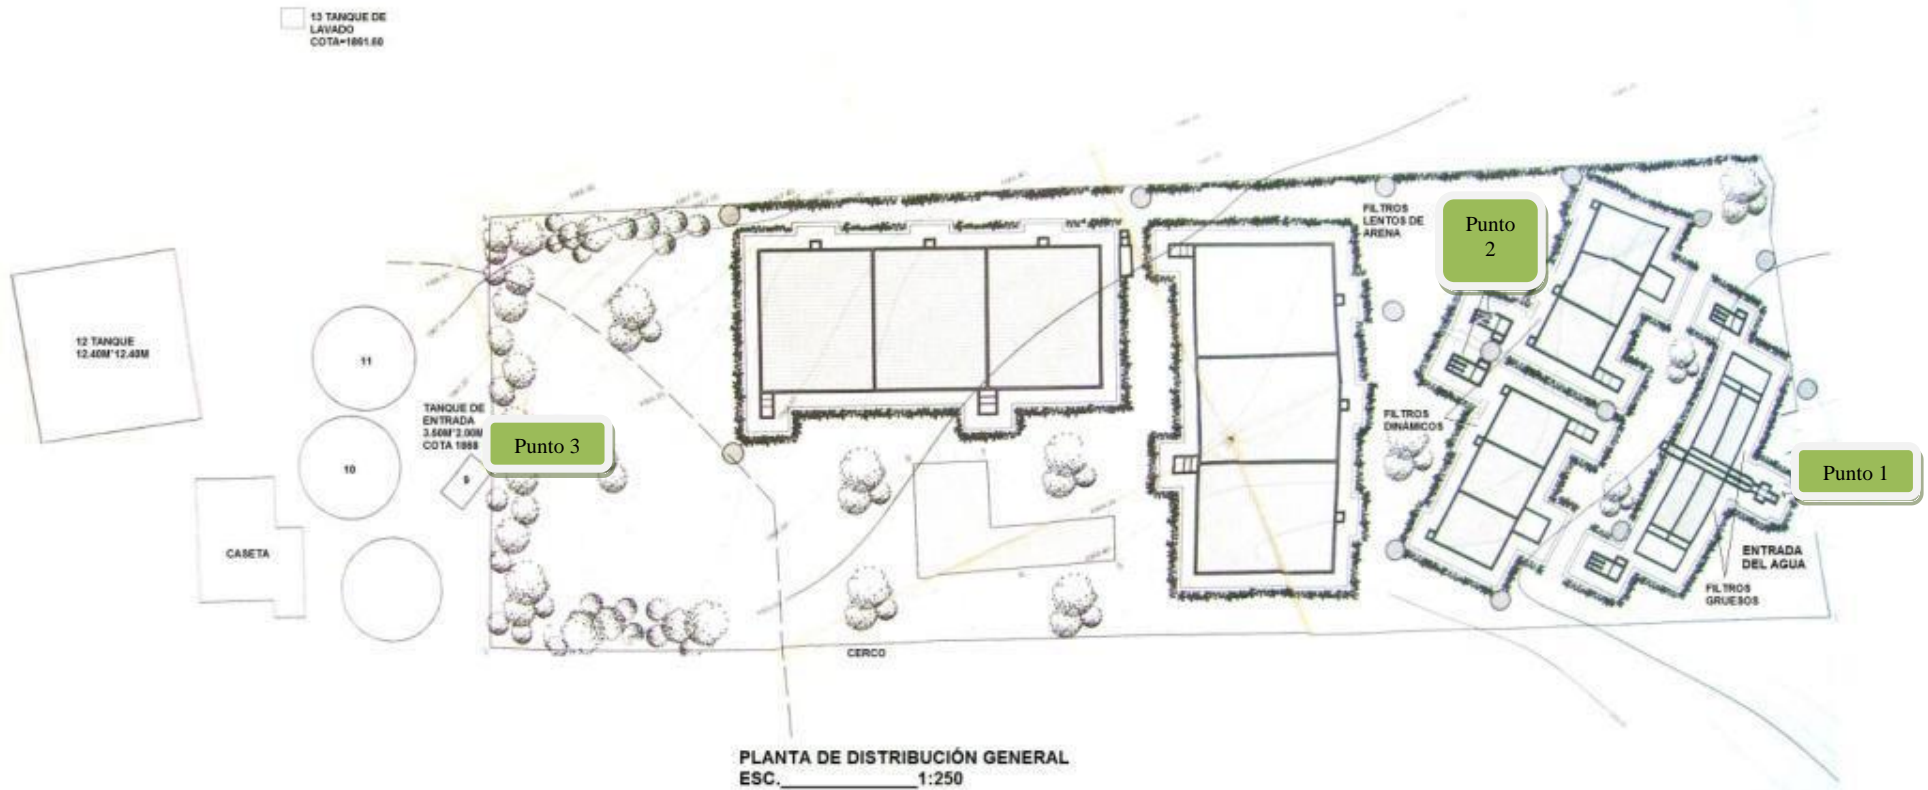 13 TANQUE DE
LAVADO
COTA=1861.60
FILTROS
LENTOS DE
ARENA
Punto
2
12 TANQUE
12.40M*12.40M
11
TANQUE DE
ENTRADA
3.50M*2.00M
COTA 1868
Punto 3
10
9
FILTROS
DINÁMICOS
Punto 1
CASETA
ENTRADA
DEL AGUA
FILTROS
GRUESOS
CERCO
PLANTA DE DISTRIBUCIÓN GENERAL
ESC.____________1:250